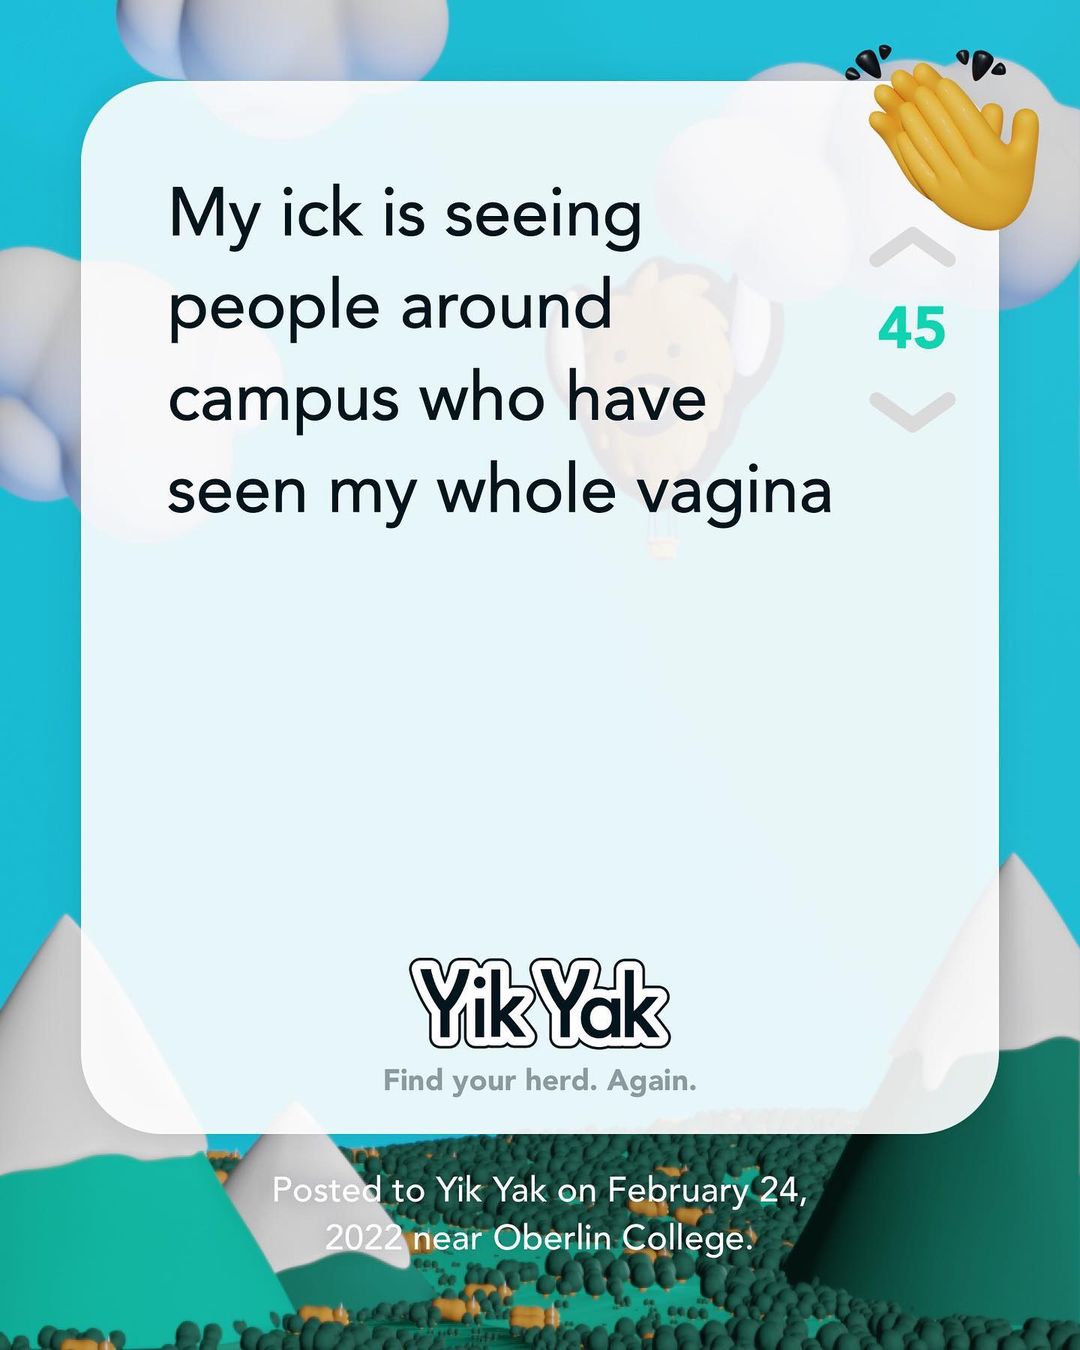 My ick is seeing
people around
campus who have
seen my whole vagina
45
Yik Yak
Find your herd. Again.
Posted to Yik Yak on February 24,
2022 near Oberlin College.